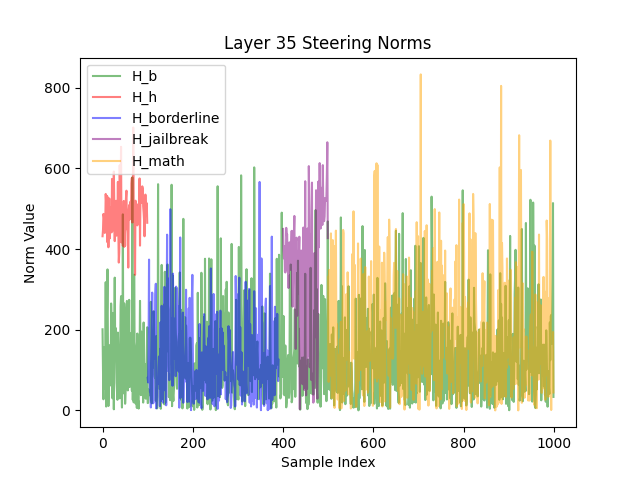 Layer 35 Steering Norms
H_b
H_h
H_borderline
H_jailbreak
H_math
Norm Value
800
600
400
200
0
0
200
400
600
800
1000
Sample Index